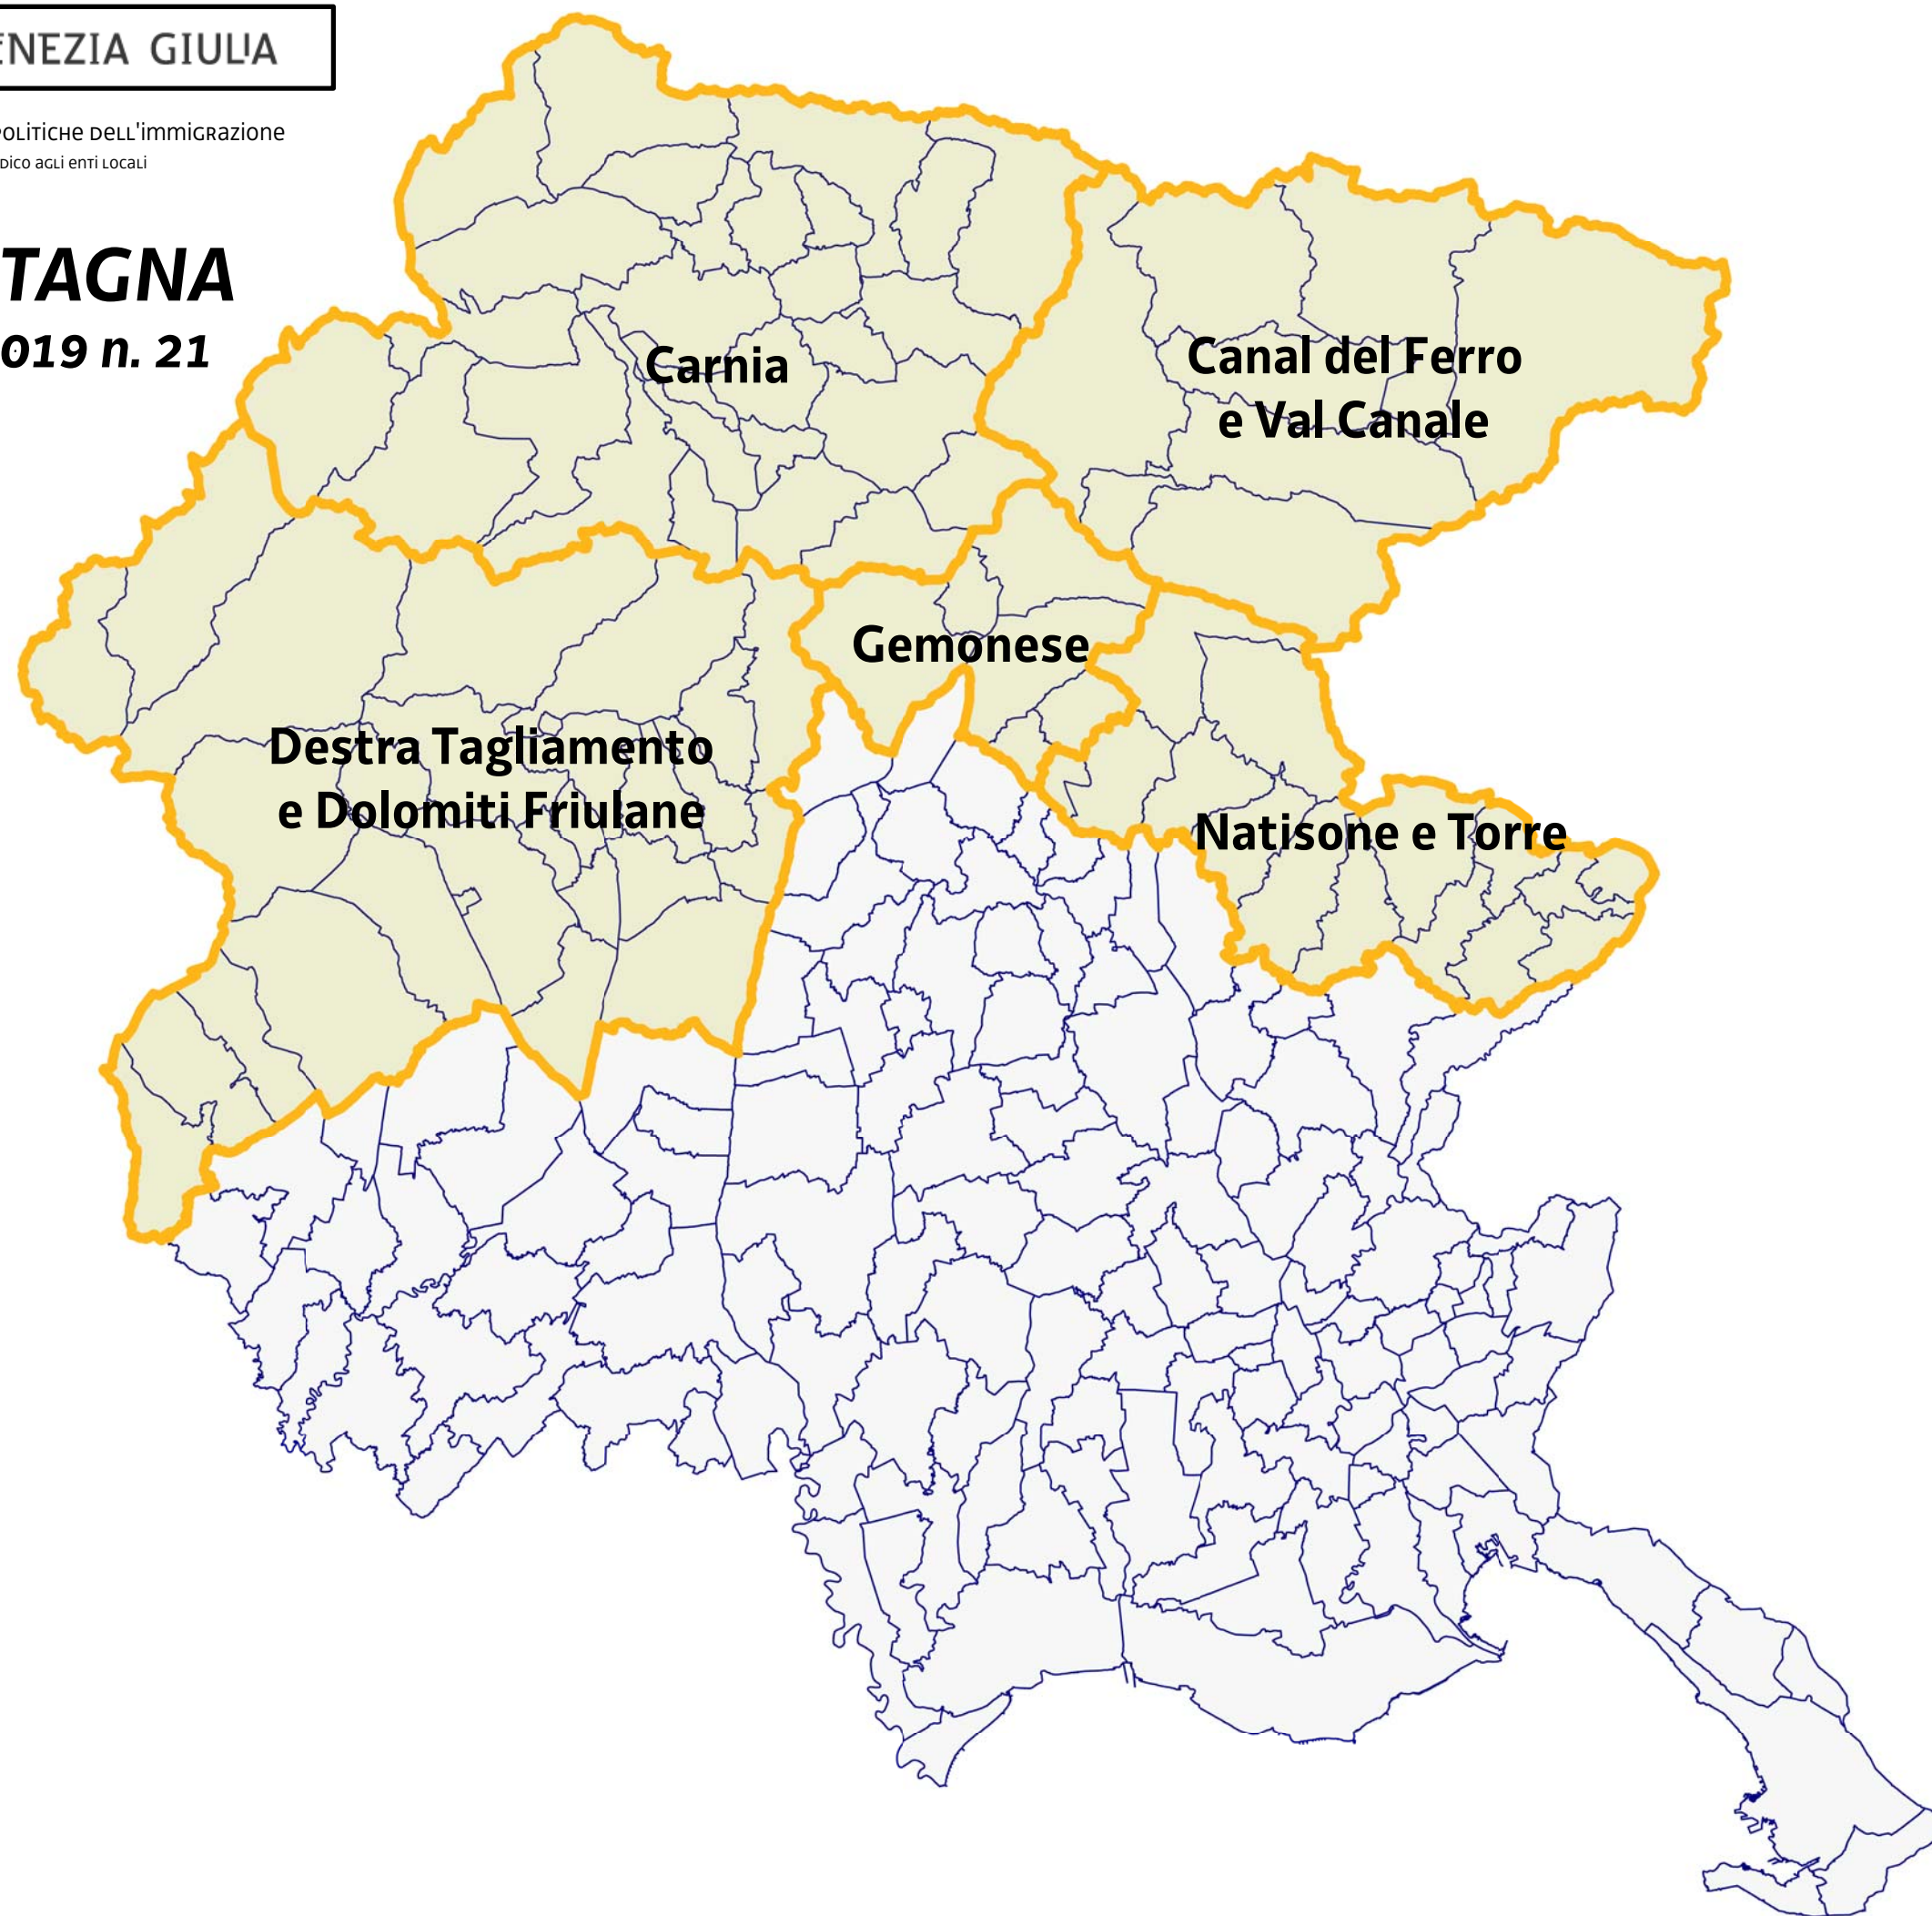 ENEZIA GIULIA
POLITICHE DELL'IMMIGRAZIONE
DICO AGLI ENTI LOCALI
TAGNA
019 n. 21
Carnia
Canal del Ferro
e Val Canale
Gemonese
Destra Tagliamento
e Dolomiti Friulane
Natisone e Torre